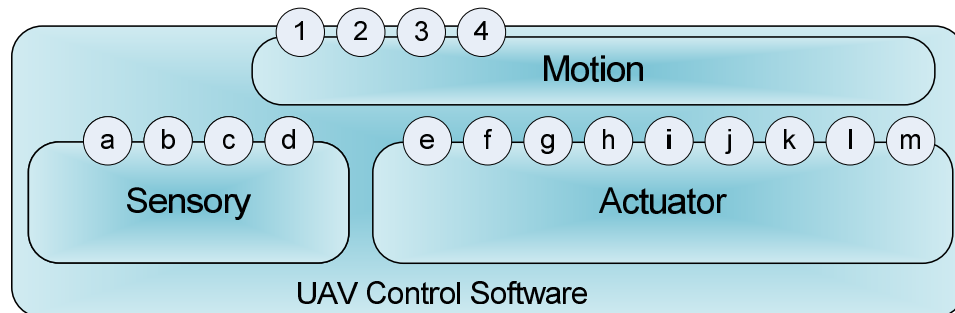 1 2 3 4
Motion
a b c d e f g h i j k l m
Sensory Actuator
UAV Control Software